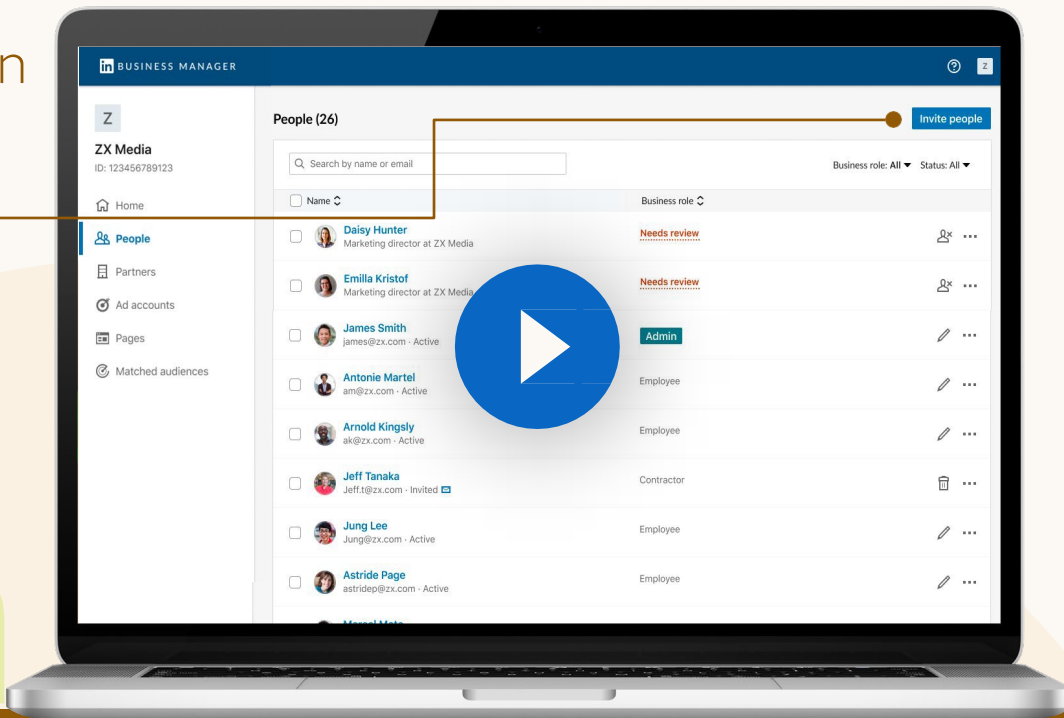 n
in BUSINESS MANAGER
Z
Z
ZX Media
ID: 123456789123
Home
People
Partners
Ad accounts
Pages
Matched audiences
People (26)
Invite people
Search by name or email
Business role: All Status: All
Name Business role
Daisy Hunter
Marketing director at ZX Media
Needs review
Emilla Kristof
Marketing director at ZX Media
Needs review
James Smith
james@zx.com · Active
Admin
Antonie Martel
am@zx.com · Active
Employee
Arnold Kingsly
ak@zx.com · Active
Employee
Jeff Tanaka
Jeff.t@zx.com · Invited
Contractor
Jung Lee
Jung@zx.com · Active
Employee
Astride Page
astridep@zx.com · Active
Employee